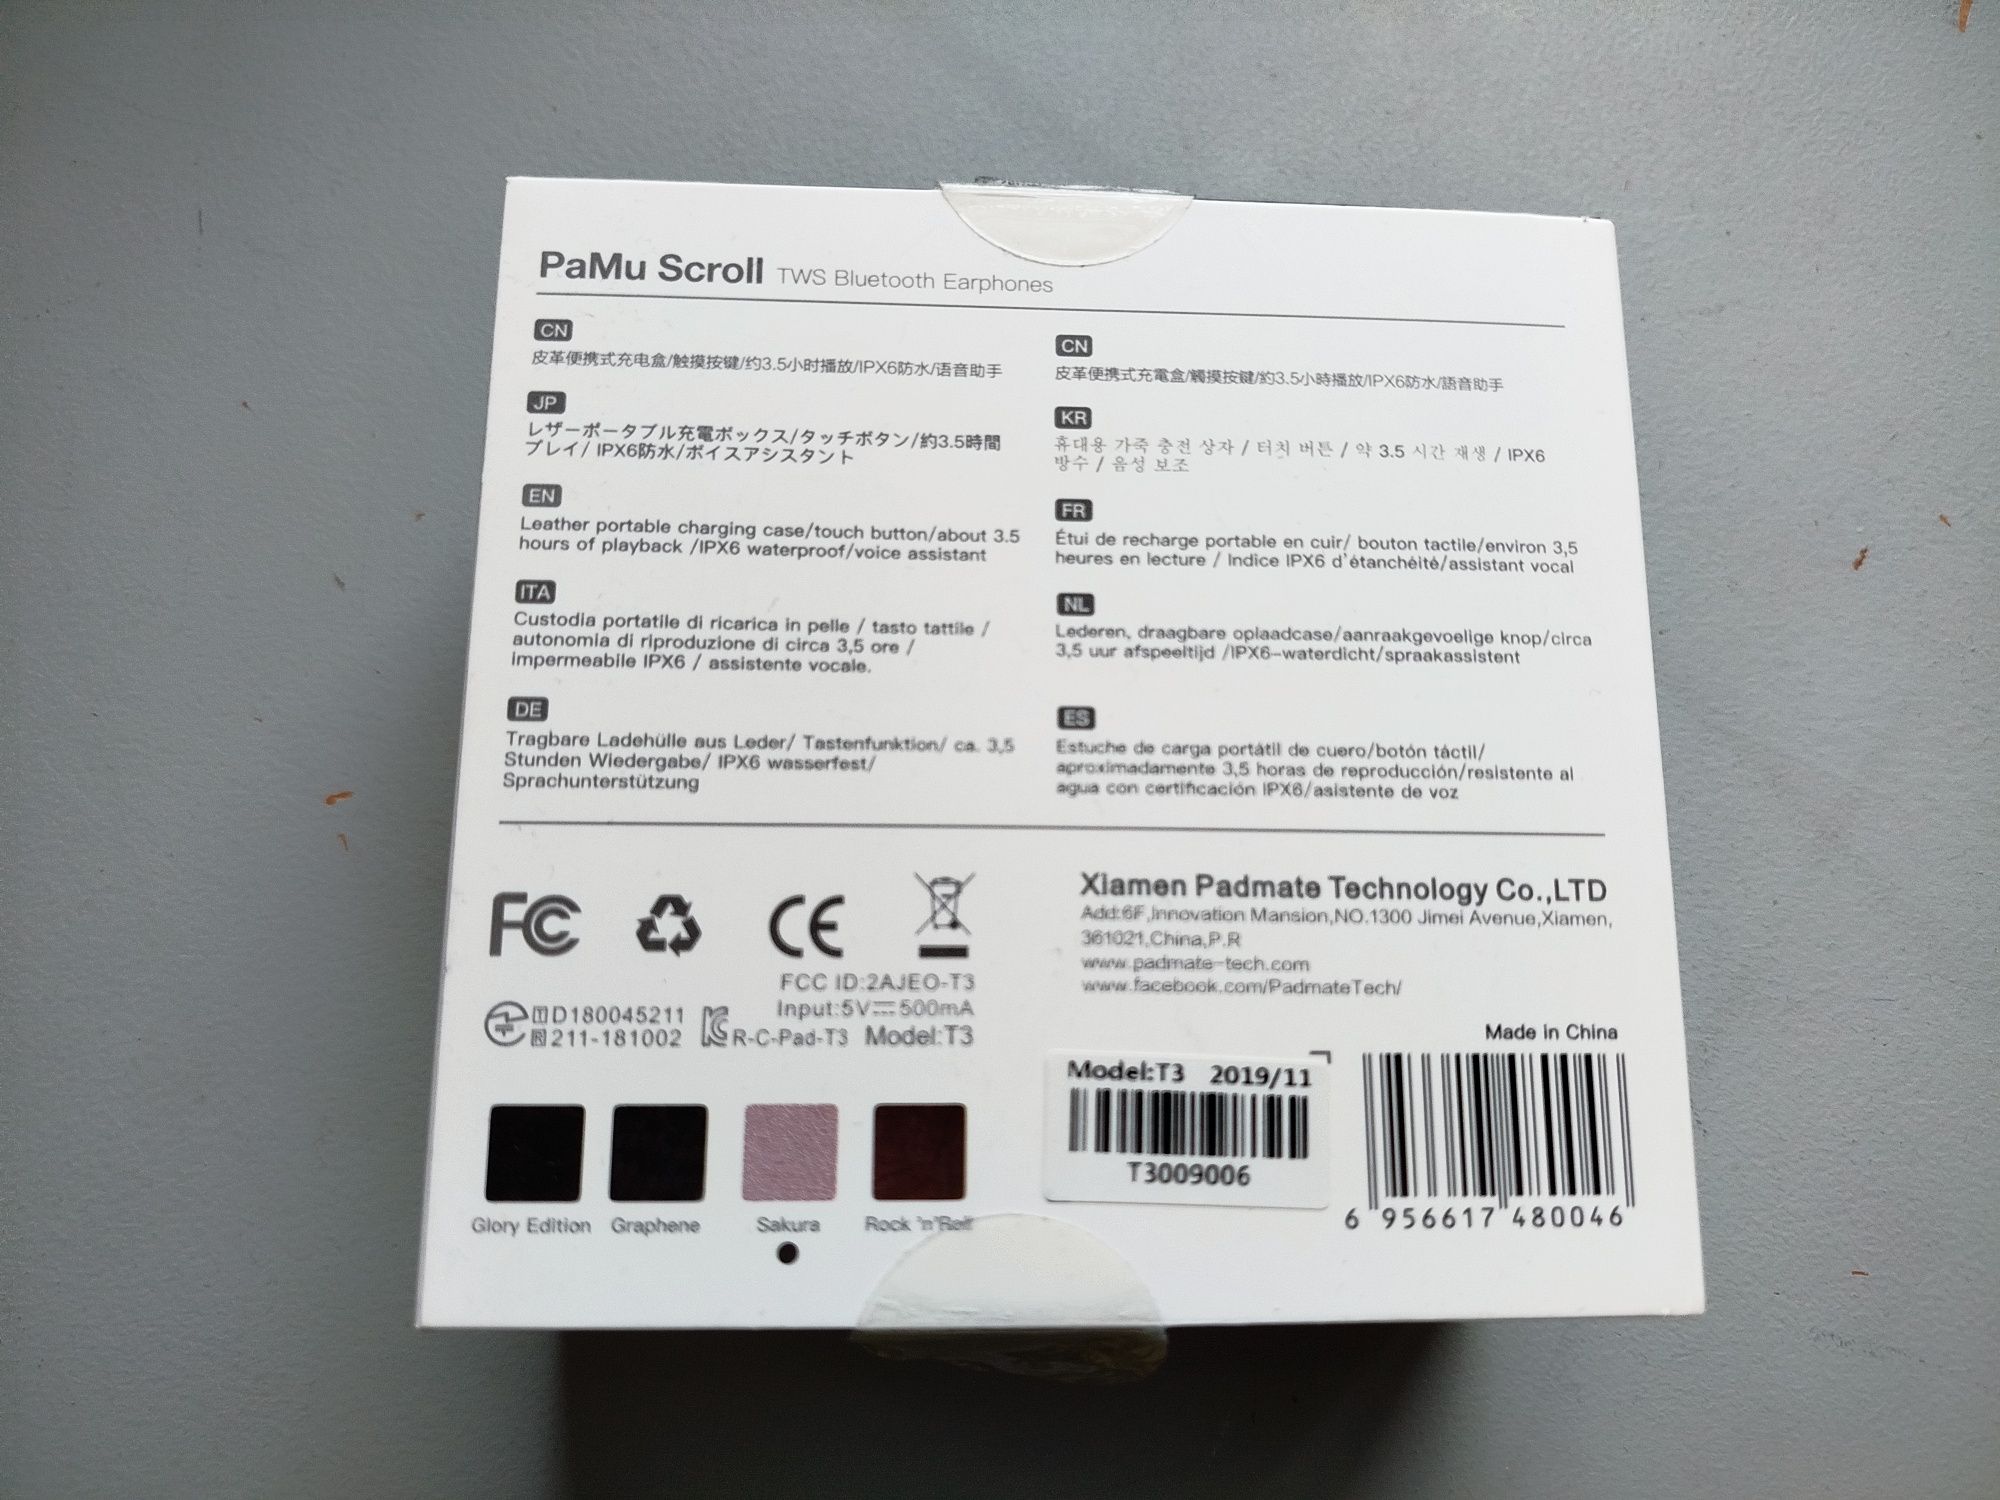 PaMu Scroll TWS Bluetooth Earphones
CN
皮革便携式充电盒/触摸按键/约3.5小时播放/IPX6防水/语音助手
CN
皮革便携式充電盒/觸摸按键/約3.5小時播放/IPX6防水/語音助手
JP
レザーポータブル充電ボックス/タッチボタン/約3.5時間
プレイ/ IPX6防水/ボイスアシスタント
KR
휴대용 가죽 충전 상자 / 터치 버튼 / 약 3.5 시간 재생 / IPX6
방수 / 음성 보조
EN
Leather portable charging case/touch button/about 3.5
hours of playback /IPX6 waterproof/voice assistant
FR
Étui de recharge portable en cuir/ bouton tactile/environ 3,5
heures en lecture / Indice IPX6 d'étanchéité/assistant vocal
ITA
Custodia portatile di ricarica in pelle / tasto tattile /
autonomia di riproduzione di circa 3,5 ore /
impermeabile IPX6 / assistente vocale.
NL
Lederen, draagbare oplaadcase/aanraakgevoelige knop/circa
3,5 uur afspeeltijd /IPX6-waterdicht/spraakassistent
DE
Tragbare Ladehülle aus Leder/ Tastenfunktion/ ca. 3,5
Stunden Wiedergabe/ IPX6 wasserfest/
Sprachunterstützung
ES
Estuche de carga portátil de cuero/botón táctil/
aproximadamente 3,5 horas de reproducción/resistente al
agua con certificación IPX6/asistente de voz
FC CE
FCC ID:2AJEO-T3
Input:5V⎓500mA
T D180045211
R 211-181002
R-C-Pad-T3 Model:T3
Xiamen Padmate Technology Co.,LTD
Add:6F,Innovation Mansion,NO.1300 Jimei Avenue,Xiamen,
361021,China,P.R
www.padmate-tech.com
www.facebook.com/PadmateTech/
Made in China
Model:T3 2019/11
T3009006
6 956617 480046
Glory Edition Graphene Sakura Rock 'n'Roll